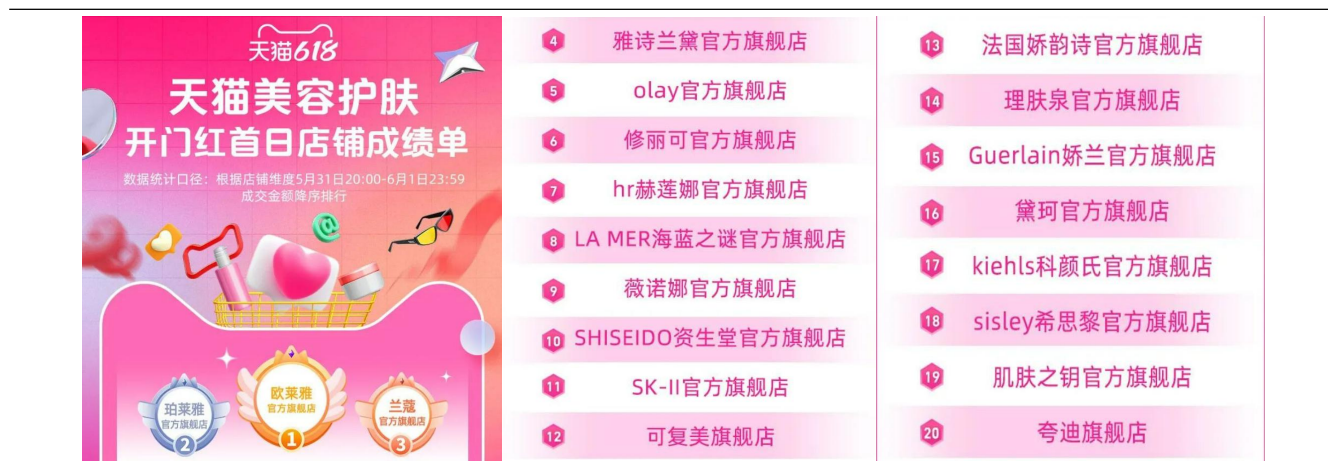 天猫618
天猫美容护肤
开门红首日店铺成绩单
数据统计口径：根据店铺维度5月31日20:00-6月1日23:59
成交金额降序排行
@
珀莱雅
官方旗舰店
2
欧莱雅
官方旗舰店
1
兰蔻
官方旗舰店
3
4 雅诗兰黛官方旗舰店
5 olay官方旗舰店
6 修丽可官方旗舰店
7 hr赫莲娜官方旗舰店
8 LA MER海蓝之谜官方旗舰店
9 薇诺娜官方旗舰店
10 SHISEIDO资生堂官方旗舰店
11 SK-II官方旗舰店
12 可复美旗舰店
13 法国娇韵诗官方旗舰店
14 理肤泉官方旗舰店
15 Guerlain娇兰官方旗舰店
16 黛珂官方旗舰店
17 kiehls科颜氏官方旗舰店
18 sisley希思黎官方旗舰店
19 肌肤之钥官方旗舰店
20 夸迪旗舰店